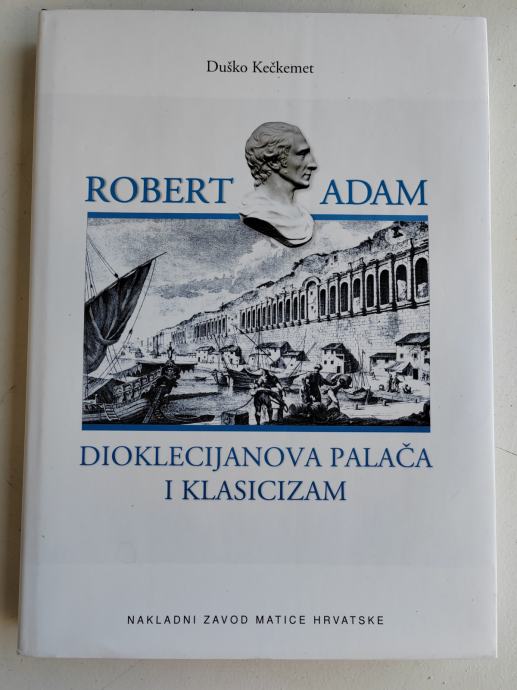 Duško Kečkemet
ROBERT ADAM
DIOKLECIJANOVA PALAČA
I KLASICIZAM
NAKLADNI ZAVOD MATICE HRVATSKE